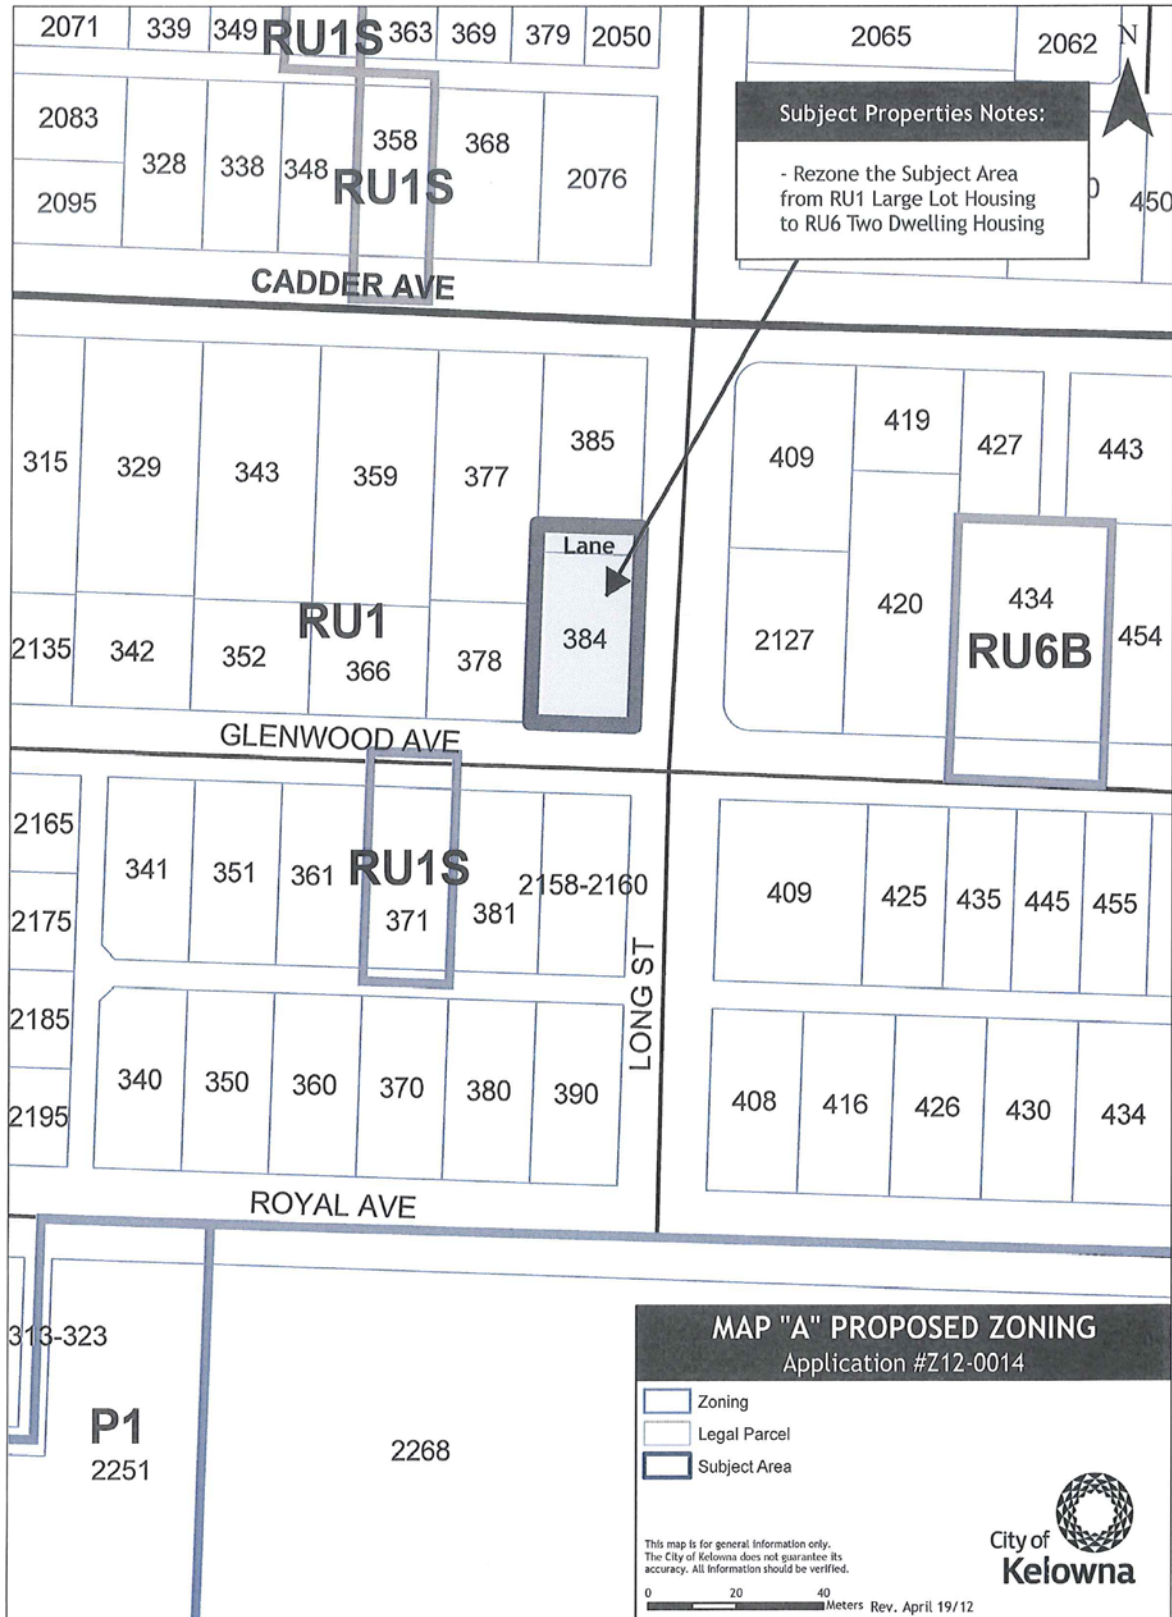 2071 339 349 RU1S 363 369 379 2050 2065 2062 N
2083 328 338 348 358 368 2076
RU1S
2095
Subject Properties Notes:
- Rezone the Subject Area
from RU1 Large Lot Housing
to RU6 Two Dwelling Housing
450
CADDER AVE
315 329 343 359 377 385 409 419 427 443
Lane
2135 342 352 RU1 366 378 384 2127 420 434 454
RU6B
GLENWOOD AVE
2165 341 351 361 RU1S 371 381 2158-2160 409 425 435 445 455
2175
LONG ST
2185
340 350 360 370 380 390 408 416 426 430 434
2195
ROYAL AVE
313-323
P1
2251 2268
MAP "A" PROPOSED ZONING
Application #Z12-0014
Zoning
Legal Parcel
Subject Area
This map is for general information only.
The City of Kelowna does not guarantee its
accuracy. All information should be verified.
City of
Kelowna
0 20 40
Meters Rev. April 19/12